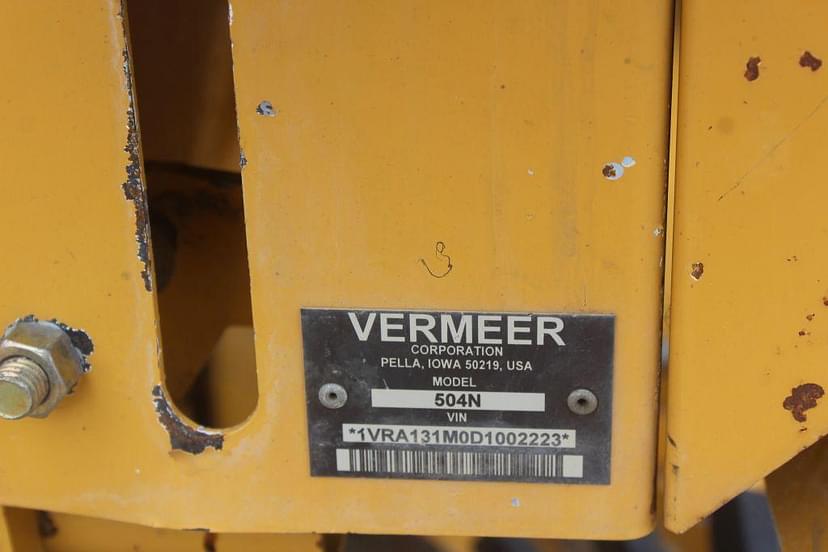 VERMEER
CORPORATION
PELLA, IOWA 50219, USA
MODEL
504N
VIN
*1VRA131M0D1002223*